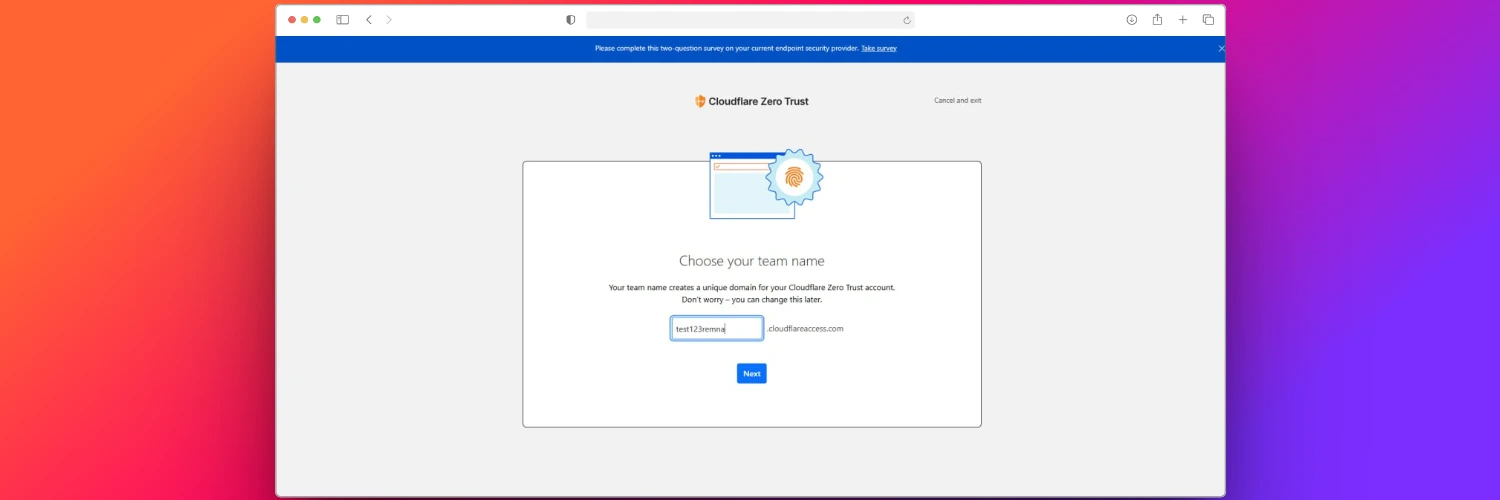 Please complete this two-question survey on your current endpoint security provider. Take survey
Cloudflare Zero Trust
Cancel and exit
Choose your team name
Your team name creates a unique domain for your Cloudflare Zero Trust account.
Don't worry – you can change this later.
test123remna .cloudflareaccess.com
Next